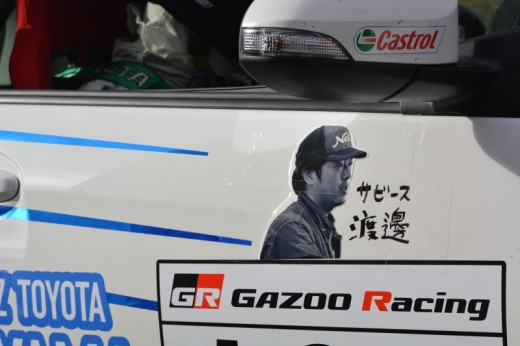 Castrol
サビース
渡邊
GR GAZOO Racing
Z TOYOTA